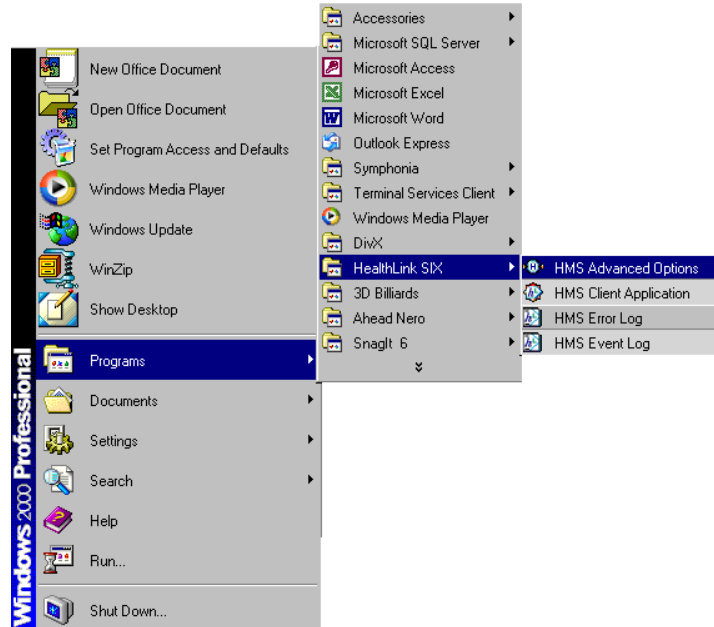 New Office Document
Open Office Document
Set Program Access and Defaults
Windows Media Player
Windows Update
WinZip
Show Desktop
Programs
Documents
Settings
Search
Help
Run...
Shut Down...
Windows 2000 Professional
Accessories
Microsoft SQL Server
Microsoft Access
Microsoft Excel
Microsoft Word
Outlook Express
Symphonia
Terminal Services Client
Windows Media Player
DivX
HealthLink SIX
3D Billiards
Ahead Nero
SnagIt 6
HMS Advanced Options
HMS Client Application
HMS Error Log
HMS Event Log